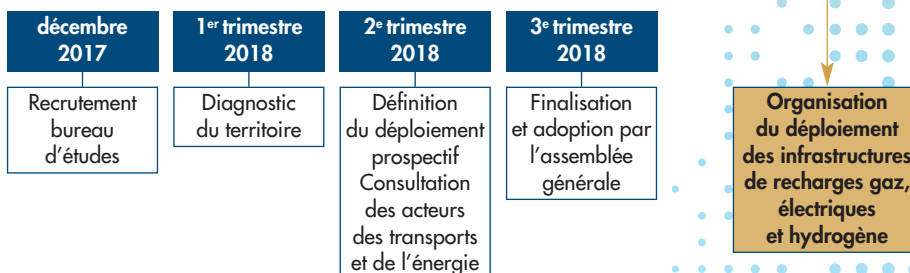 décembre
2017
Recrutement
bureau
d’études
1er trimestre
2018
Diagnostic
du territoire
2e trimestre
2018
Définition
du déploiement
prospectif
Consultation
des acteurs
des transports
et de l’énergie
3e trimestre
2018
Finalisation
et adoption par
l’assemblée
générale
Organisation
du déploiement
des infrastructures
de recharges gaz,
électriques
et hydrogène